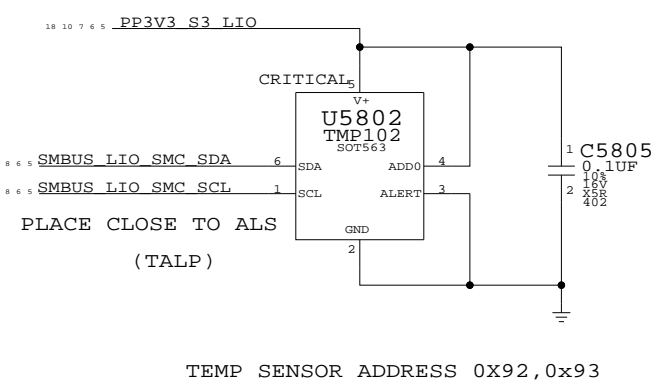 18 10 7 6 5 PP3V3_S3_LIO
CRITICAL
5
V+
U5802
TMP102
SOT563
8 6 5 SMBUS_LIO_SMC_SDA 6 SDA
ADD0 4
8 6 5 SMBUS_LIO_SMC_SCL 1 SCL
ALERT 3
GND
2
1 C5805
0.1UF
10%
16V
2 X5R
402
PLACE CLOSE TO ALS
(TALP)
TEMP SENSOR ADDRESS 0X92,0x93